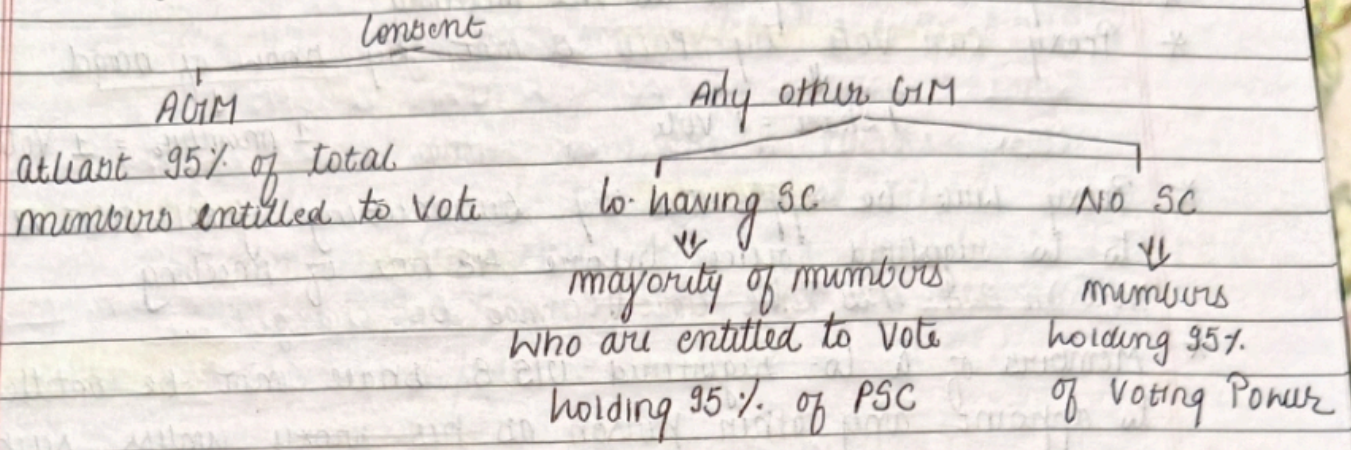 Consent
AGM
Any other GM
atleast 95% of total
members entitled to vote
Co. having SC
NO SC
majority of members
who are entitled to vote
holding 95% of PSC
members
holding 95%
of Voting Power